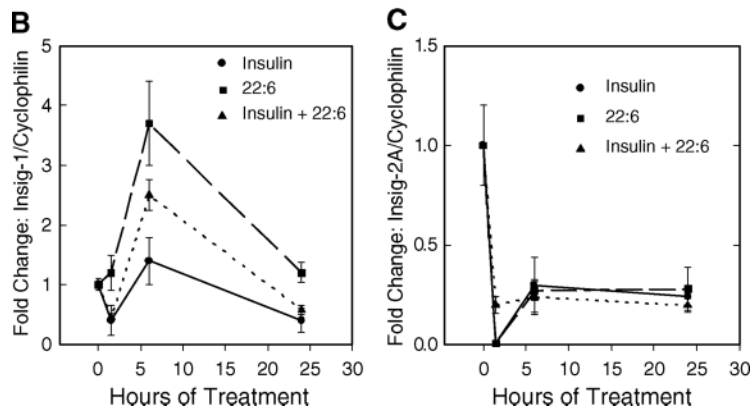 B
Fold Change: Insig-1/Cyclophilin
5
4
3
2
1
0
Insulin
22:6
Insulin + 22:6
0 5 10 15 20 25 30
Hours of Treatment
C
Fold Change: Insig-2A/Cyclophilin
1.5
1.0
0.5
0.0
Insulin
22:6
Insulin + 22:6
0 5 10 15 20 25 30
Hours of Treatment